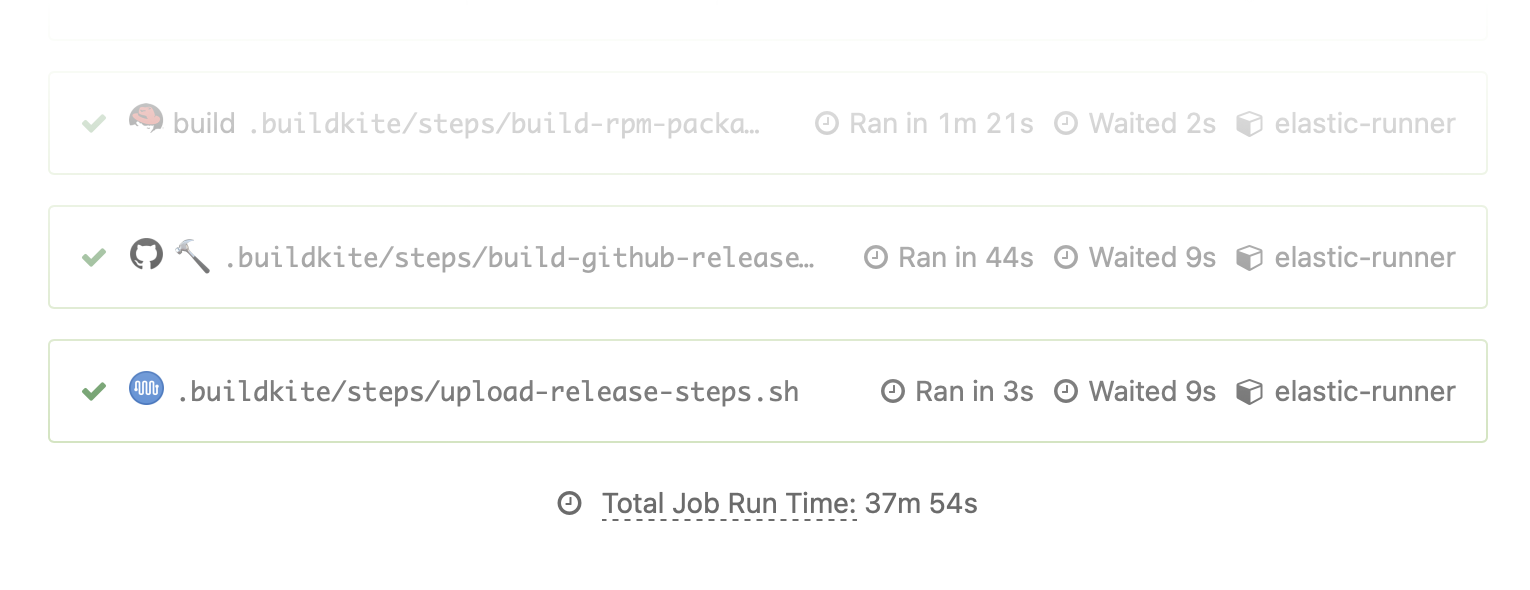 build .buildkite/steps/build-rpm-packa… Ran in 1m 21s Waited 2s elastic-runner
.buildkite/steps/build-github-release… Ran in 44s Waited 9s elastic-runner
.buildkite/steps/upload-release-steps.sh Ran in 3s Waited 9s elastic-runner
Total Job Run Time: 37m 54s